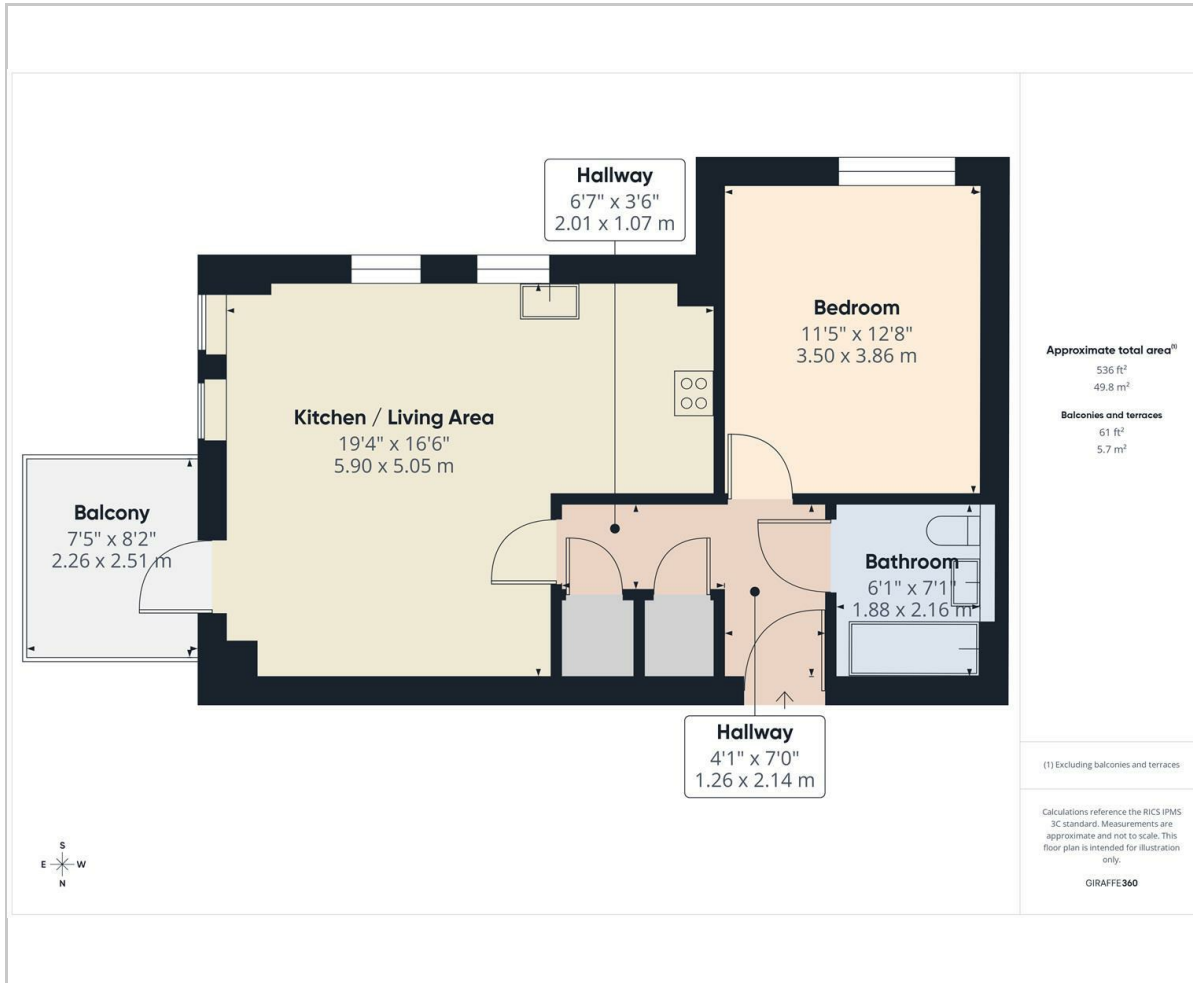 Hallway
6'7" x 3'6"
2.01 x 1.07 m
Bedroom
11'5" x 12'8"
3.50 x 3.86 m
Kitchen / Living Area
19'4" x 16'6"
5.90 x 5.05 m
Balcony
7'5" x 8'2"
2.26 x 2.51 m
Bathroom
6'1" x 7'1"
1.88 x 2.16 m
Hallway
4'1" x 7'0"
1.26 x 2.14 m
S
E W
N
Approximate total area(1)
536 ft²
49.8 m²
Balconies and terraces
61 ft²
5.7 m²
(1) Excluding balconies and terraces
Calculations reference the RICS IPMS
3C standard. Measurements are
approximate and not to scale. This
floor plan is intended for illustration
only.
GIRAFFE360